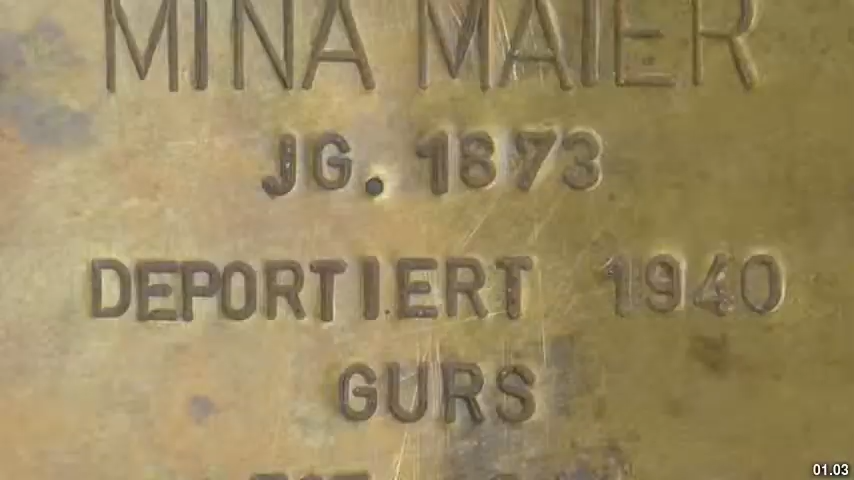 MINA MAIER
JG. 1873
DEPORTIERT 1940
GURS
01.03